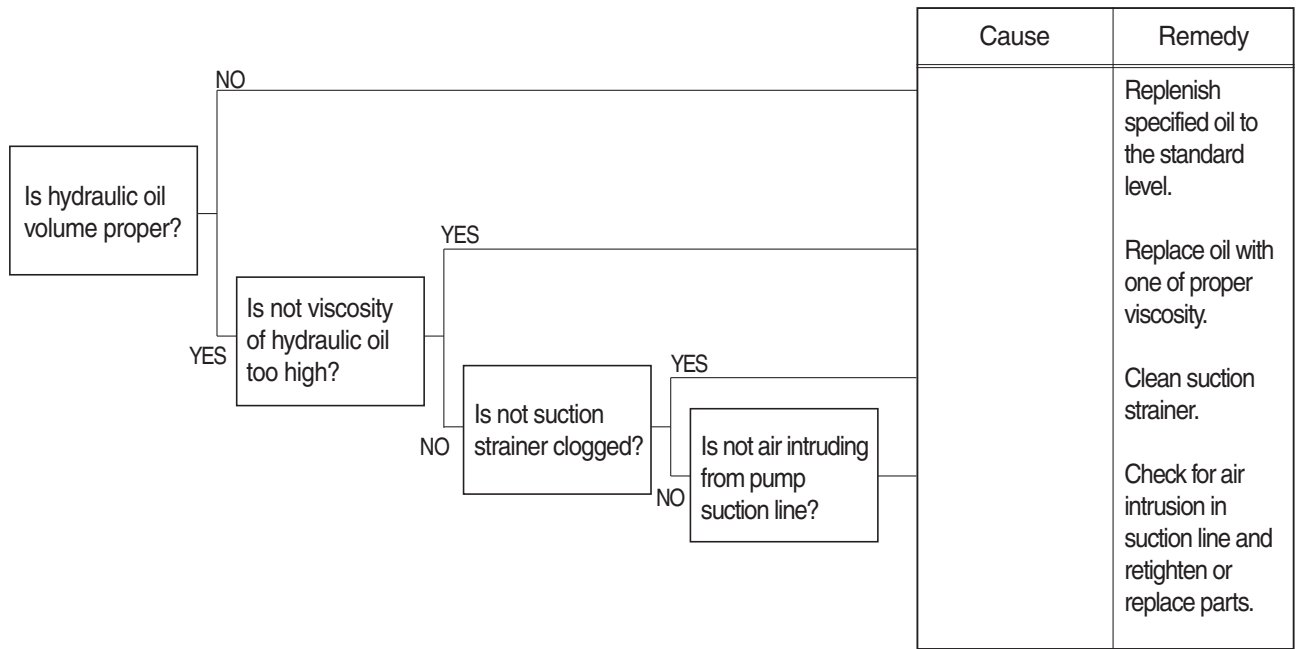 Cause
Remedy
NO
Replenish
specified oil to
the standard
level.
Is hydraulic oil
volume proper?
YES
Replace oil with
one of proper
viscosity.
YES
Is not viscosity
of hydraulic oil
too high?
YES
Clean suction
strainer.
NO
Is not suction
strainer clogged?
NO
Is not air intruding
from pump
suction line?
Check for air
intrusion in
suction line and
retighten or
replace parts.